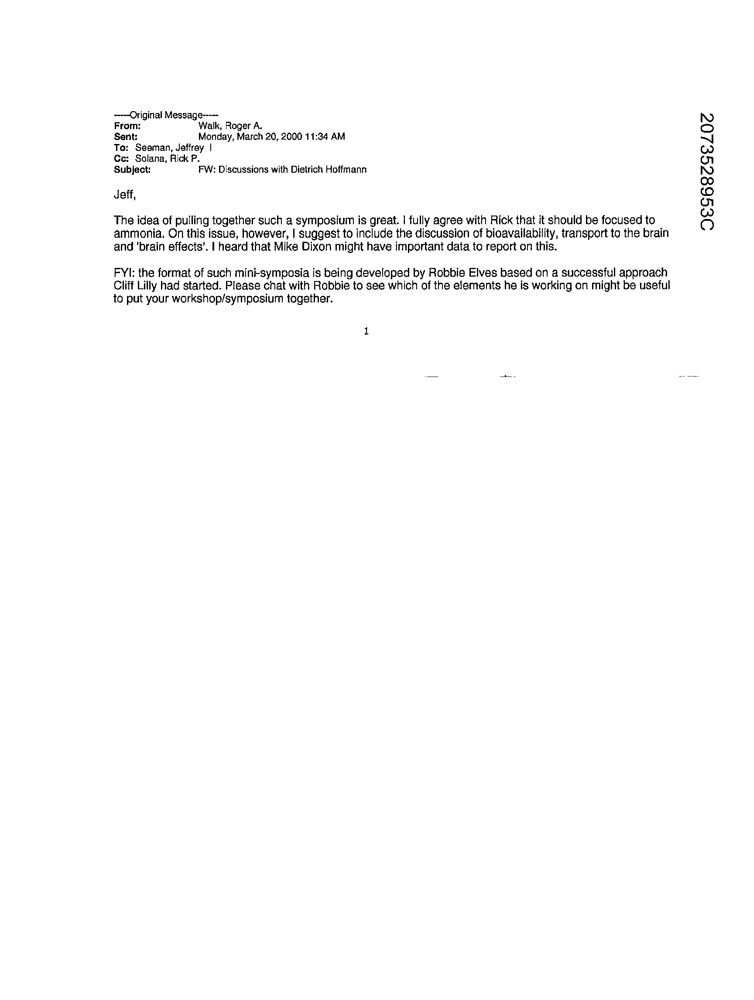 -----Original Message-----
From: Walk, Roger A.
Sent: Monday, March 20, 2000 11:34 AM
To: Seeman, Jeffrey I
Cc: Solana, Rick P.
Subject: FW: Discussions with Dietrich Hoffmann
Jeff,
The idea of pulling together such a symposium is great. I fully agree with Rick that it should be focused to
ammonia. On this issue, however, I suggest to include the discussion of bioavailability, transport to the brain
and 'brain effects'. I heard that Mike Dixon might have important data to report on this.
FYI: the format of such mini-symposia is being developed by Robbie Elves based on a successful approach
Cliff Lilly had started. Please chat with Robbie to see which of the elements he is working on might be useful
to put your workshop/symposium together.
1
2073528953C